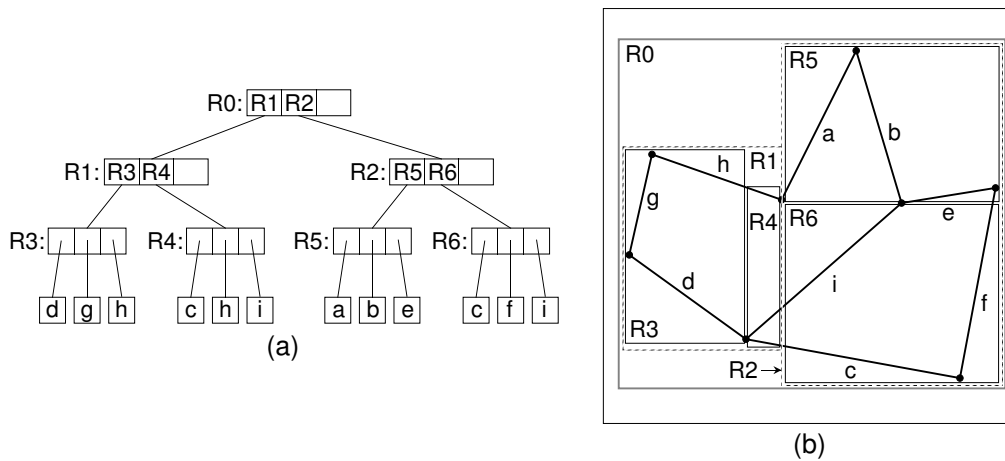 R0: R1 R2
R1: R3 R4
R2: R5 R6
R3:
R4:
R5:
R6:
d g h
c h i
a b e
c f i
(a)
R0
R5
a
b
h
R1
g
R4
R6
e
d
i
f
R3
R2
c
(b)